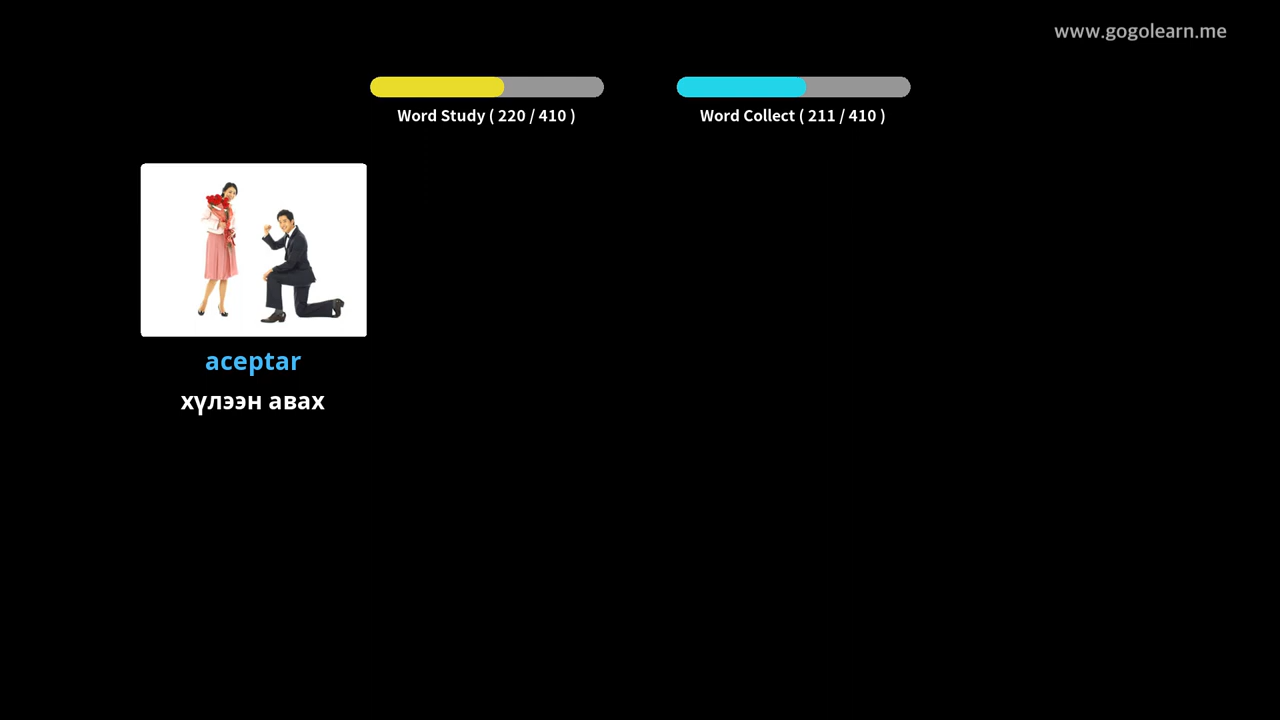 www.gogolearn.me
Word Study ( 220 / 410 )
Word Collect ( 211 / 410 )
aceptar
хүлээн авах